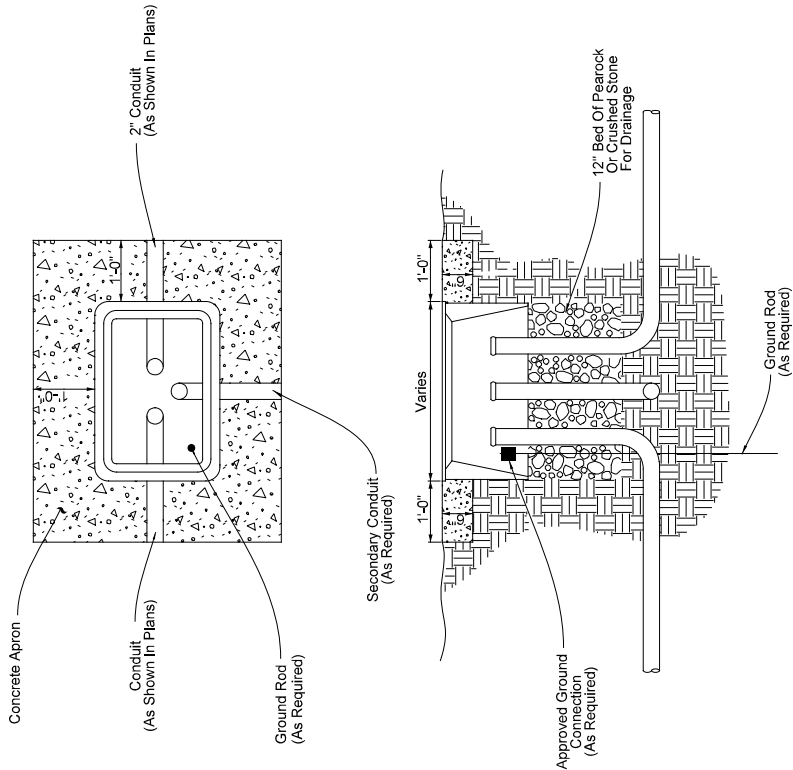 Concrete Apron
Conduit
(As Shown In Plans)
Ground Rod
(As Required)
Secondary Conduit
(As Required)
2" Conduit
(As Shown In Plans)
1'-0"
1'-0"
Approved Ground
Connection
(As Required)
1'-0"
Varies
1'-0"
12" Bed Of Pearock
Or Crushed Stone
For Drainage
Ground Rod
(As Required)